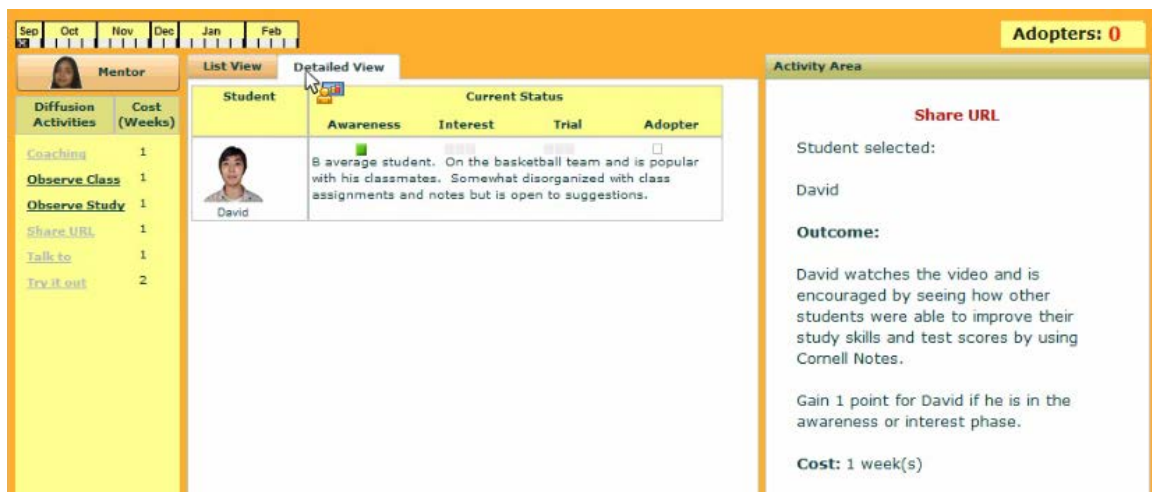 Sep Oct Nov Dec Jan Feb
Adopters: 0
Mentor
Diffusion Activities Cost (Weeks)
Coaching 1
Observe Class 1
Observe Study 1
Share URL 1
Talk to 1
Try it out 2
List View Detailed View
Student Current Status
Awareness Interest Trial Adopter
B average student. On the basketball team and is popular
with his classmates. Somewhat disorganized with class
assignments and notes but is open to suggestions.
David
Activity Area
Share URL
Student selected:
David
Outcome:
David watches the video and is
encouraged by seeing how other
students were able to improve their
study skills and test scores by using
Cornell Notes.
Gain 1 point for David if he is in the
awareness or interest phase.
Cost: 1 week(s)